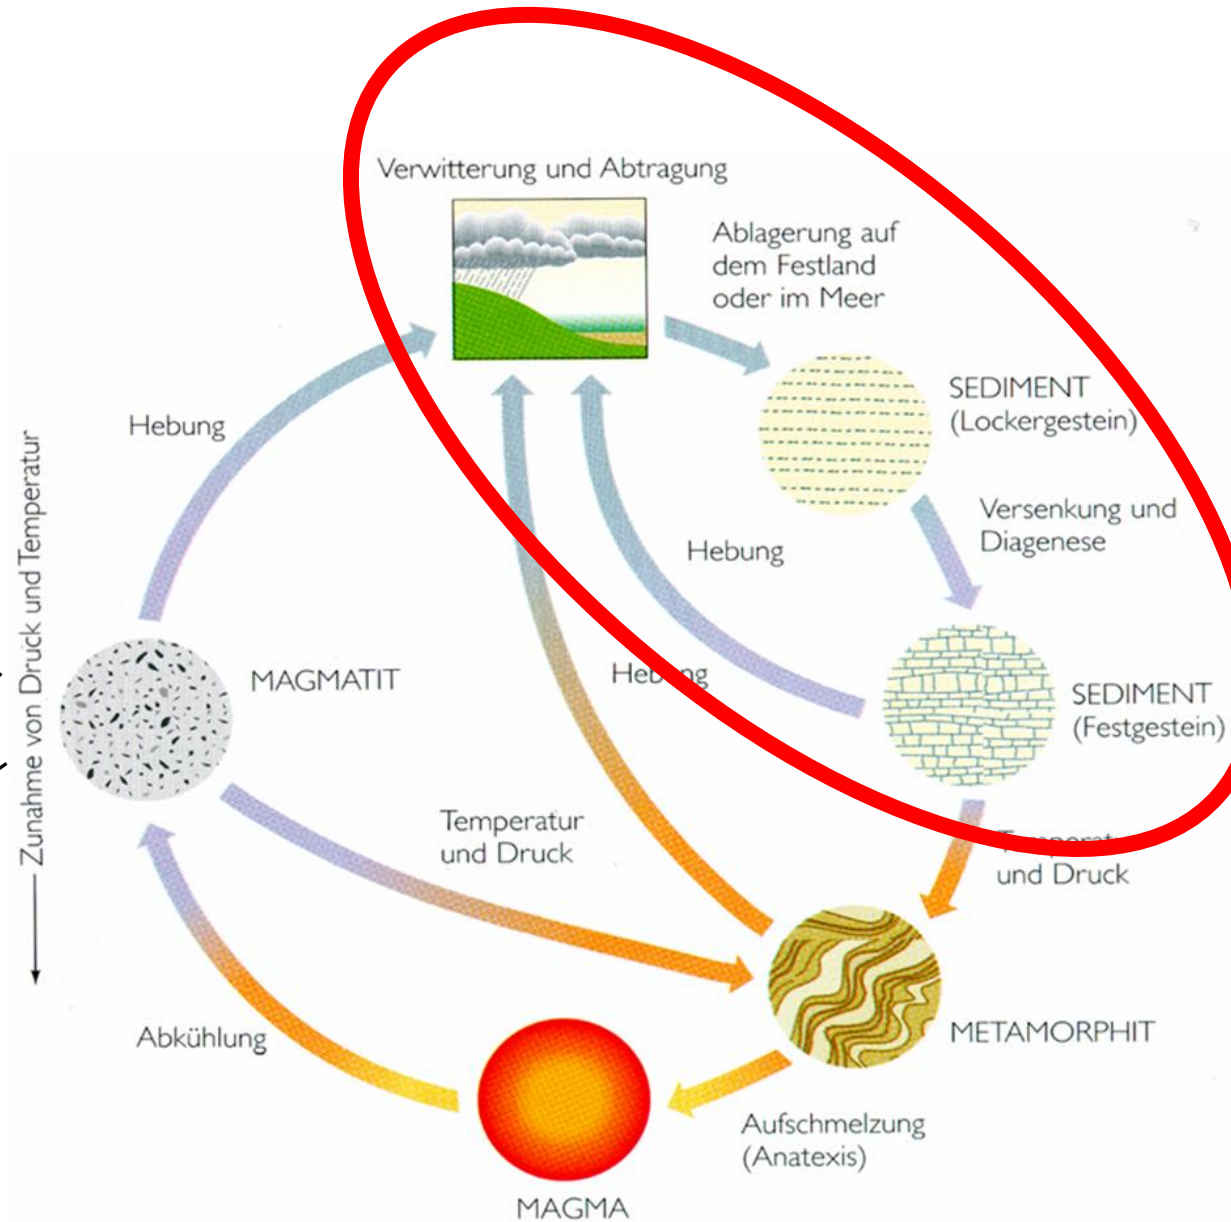 Verwitterung und Abtragung
Ablagerung auf
dem Festland
oder im Meer
SEDIMENT
(Lockergestein)
Hebung
Versenkung und
Diagenese
Hebung
Zunahme von Druck und Temperatur
MAGMATIT
Hebung
SEDIMENT
(Festgestein)
Temperatur
und Druck
und Druck
METAMORPHIT
Abkühlung
Aufschmelzung
(Anatexis)
MAGMA